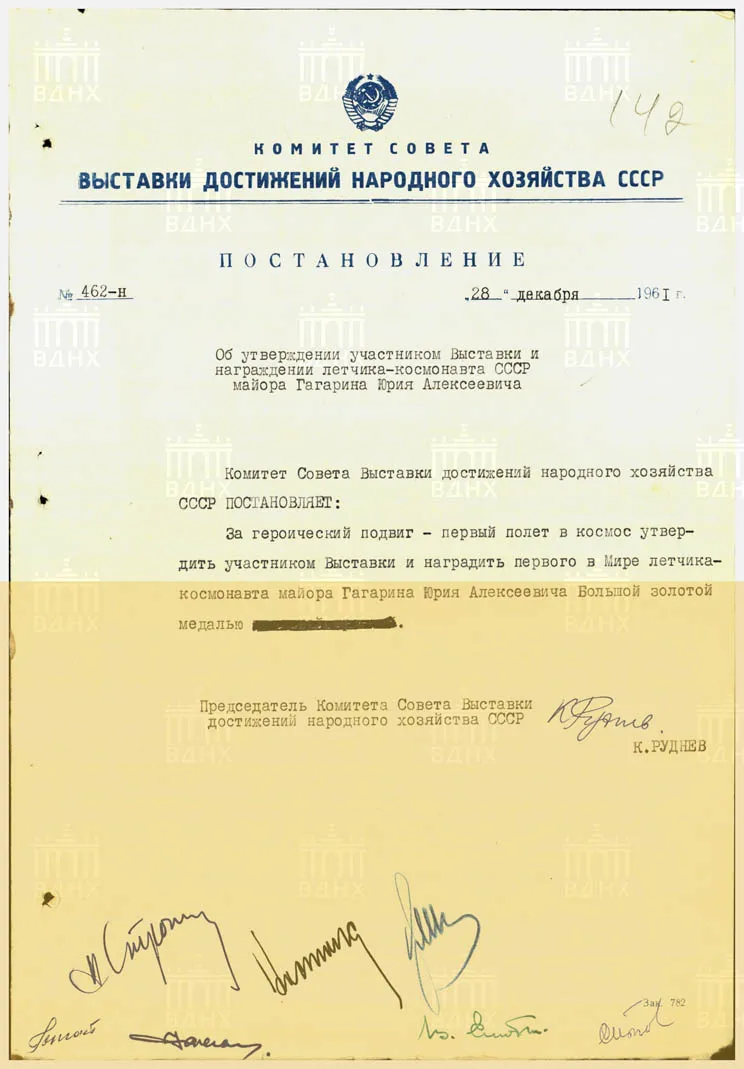 142
КОМИТЕТ СОВЕТА
ВЫСТАВКИ ДОСТИЖЕНИЙ НАРОДНОГО ХОЗЯЙСТВА СССР
ПОСТАНОВЛЕНИЕ
№ 462-н „28" декабря 1961 г.
Об утверждении участником Выставки и
награждении летчика-космонавта СССР
майора Гагарина Юрия Алексеевича
Комитет Совета Выставки достижений народного хозяйства
СССР ПОСТАНОВЛЯЕТ:
За героический подвиг - первый полет в космос утвер-
дить участником Выставки и наградить первого в Мире летчика-
космонавта майора Гагарина Юрия Алексеевича Большой золотой
медалью .
Председатель Комитета Совета Выставки
достижений народного хозяйства СССР
К.РУДНЕВ
Зак. 782
ВДНХ